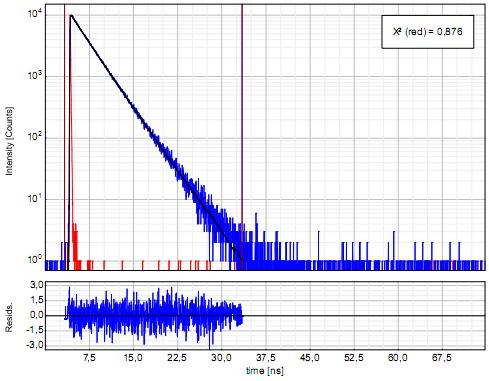 10⁴
X² (red) = 0,876
10³
10²
10¹
10⁰
Intensity [Counts]
3,0
1,5
0,0
-1,5
-3,0
Resids.
7,5 15,0 22,5 30,0 37,5 45,0 52,5 60,0 67,5
time [ns]